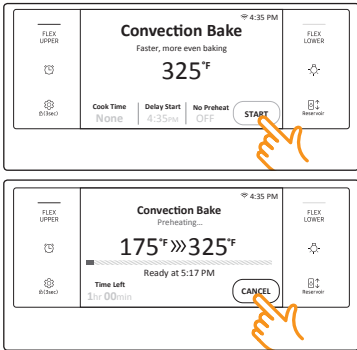 4:35 PM
FLEX
UPPER
Convection Bake
FLEX
LOWER
Faster, more even baking
325°F
Cook Time
None
Delay Start
4:35PM
No Preheat
OFF
START
(3sec)
Reservoir
4:35 PM
FLEX
UPPER
Convection Bake
FLEX
LOWER
Preheating...
175°F»»325°F
Ready at 5:17 PM
Time Left
1hr 00min
CANCEL
(3sec)
Reservoir